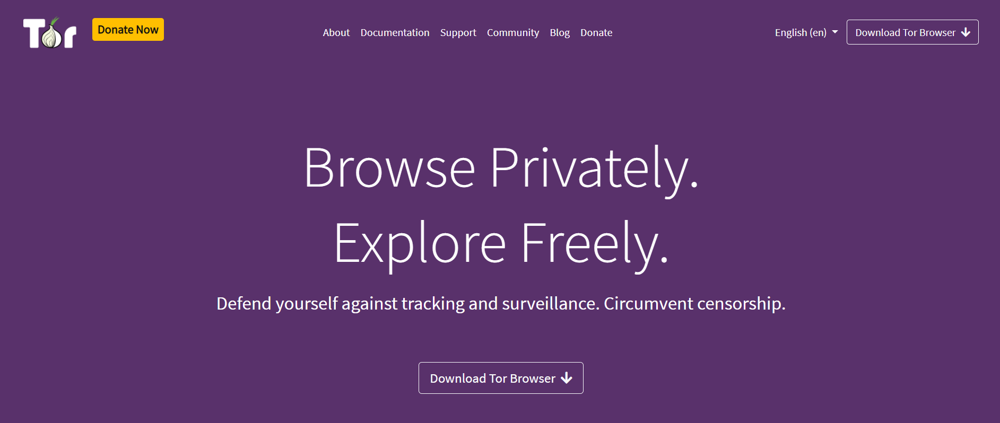 Tor
Donate Now
About Documentation Support Community Blog Donate
English (en)
Download Tor Browser
Browse Privately.
Explore Freely.
Defend yourself against tracking and surveillance. Circumvent censorship.
Download Tor Browser